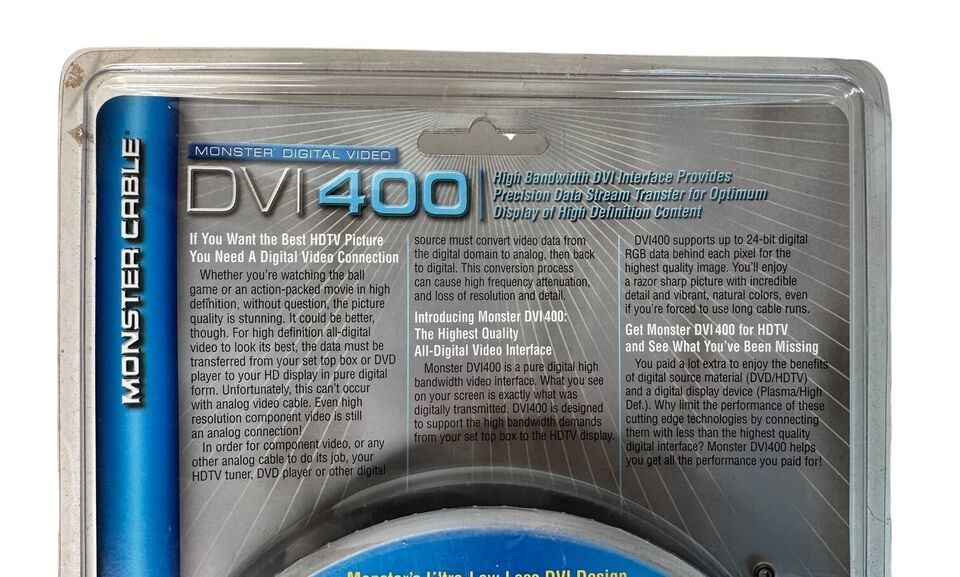 MONSTER CABLE®
MONSTER® DIGITAL VIDEO
DVI400
High Bandwidth DVI Interface Provides
Precision Data Stream Transfer for Optimum
Display of High Definition Content
If You Want the Best HDTV Picture
You Need A Digital Video Connection
Whether you're watching the ball
game or an action-packed movie in high
definition, without question, the picture
quality is stunning. It could be better,
though. For high definition all-digital
video to look its best, the data must be
transferred from your set top box or DVD
player to your HD display in pure digital
form. Unfortunately, this can't occur
with analog video cable. Even high
resolution component video is still
an analog connection!
In order for component video, or any
other analog cable to do its job, your
HDTV tuner, DVD player or other digital
source must convert video data from
the digital domain to analog, then back
to digital. This conversion process
can cause high frequency attenuation,
and loss of resolution and detail.
Introducing Monster DVI400:
The Highest Quality
All-Digital Video Interface
Monster DVI400 is a pure digital high
bandwidth video interface. What you see
on your screen is exactly what was
digitally transmitted. DVI400 is designed
to support the high bandwidth demands
from your set top box to the HDTV display.
DVI400 supports up to 24-bit digital
RGB data behind each pixel for the
highest quality image. You'll enjoy
a razor sharp picture with incredible
detail and vibrant, natural colors, even
if you're forced to use long cable runs.
Get Monster DVI400 for HDTV
and See What You've Been Missing
You paid a lot extra to enjoy the benefits
of digital source material (DVD/HDTV)
and a digital display device (Plasma/High
Def.). Why limit the performance of these
cutting edge technologies by connecting
them with less than the highest quality
digital interface? Monster DVI400 helps
you get all the performance you paid for!
Monster's Ultra Low Loss DVI Design